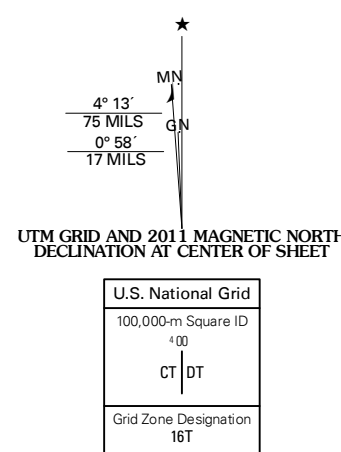 ★
MN
4° 13´
75 MILS
GN
0° 58´
17 MILS
UTM GRID AND 2011 MAGNETIC NORTH
DECLINATION AT CENTER OF SHEET
U.S. National Grid
100,000-m Square ID
4 00
CT DT
Grid Zone Designation
16T